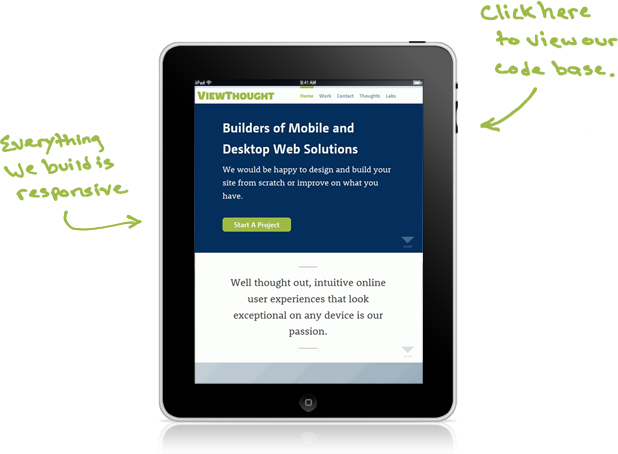 Click here
to view our
code base.
Everything
we build is
responsive
iPad
9:41 AM
VIEWTHOUGHT
Home Work Contact Thoughts Labs
Builders of Mobile and
Desktop Web Solutions
We would be happy to design and build your
site from scratch or improve on what you
have.
Start A Project
Well thought out, intuitive online
user experiences that look
exceptional on any device is our
passion.